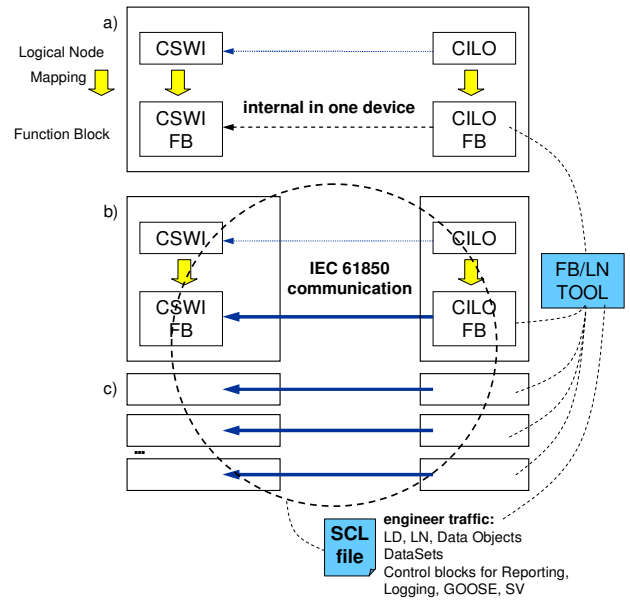 a)
Logical Node
CSWI
CILO
Mapping
internal in one device
Function Block
CSWI
FB
CILO
FB
b)
CSWI
CILO
IEC 61850
communication
FB/LN
TOOL
CSWI
FB
CILO
FB
c)
...
SCL
file
engineer traffic:
LD, LN, Data Objects
DataSets
Control blocks for Reporting,
Logging, GOOSE, SV